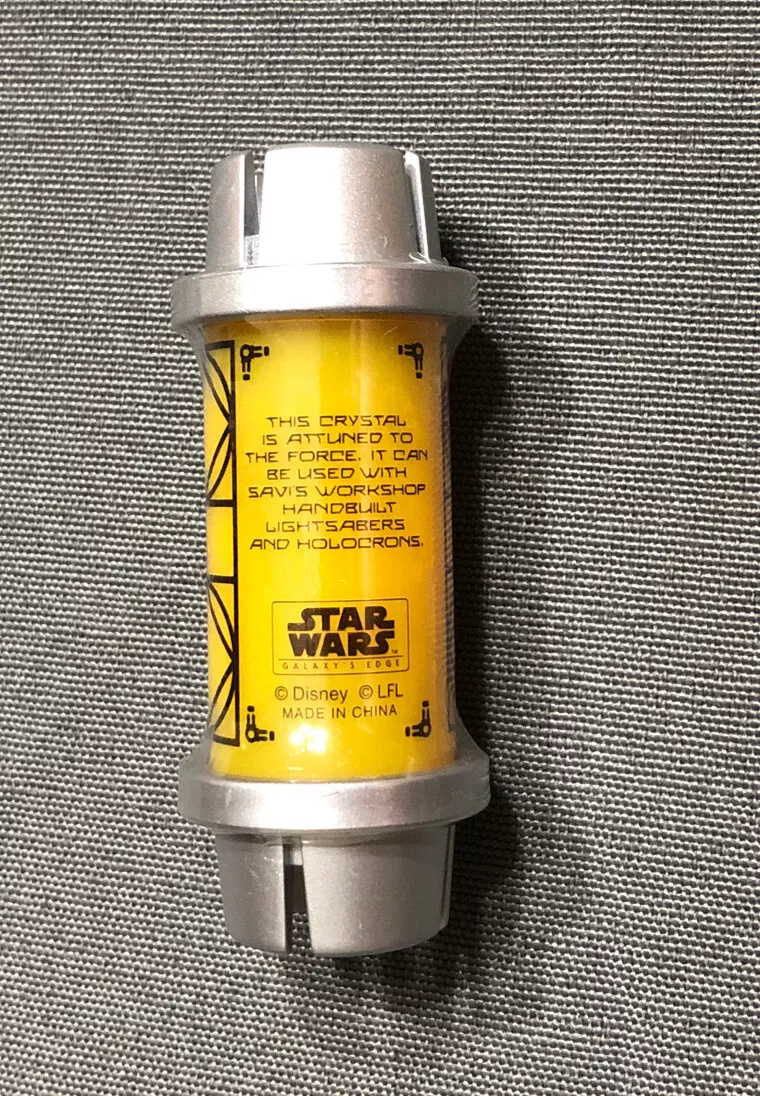 THIS CRYSTAL
IS ATTUNED TO
THE FORCE. IT CAN
BE USED WITH
SAVI'S WORKSHOP
HANDBUILT
LIGHTSABERS
AND HOLOCRONS.
STAR
WARS™
GALAXY'S EDGE
© Disney © LFL
MADE IN CHINA